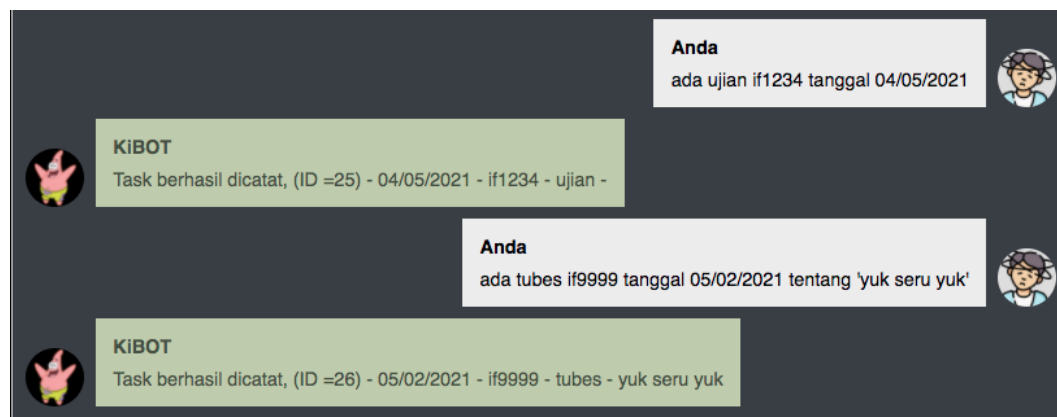 Anda
ada ujian if1234 tanggal 04/05/2021
KiBOT
Task berhasil dicatat, (ID =25) - 04/05/2021 - if1234 - ujian -
Anda
ada tubes if9999 tanggal 05/02/2021 tentang 'yuk seru yuk'
KiBOT
Task berhasil dicatat, (ID =26) - 05/02/2021 - if9999 - tubes - yuk seru yuk